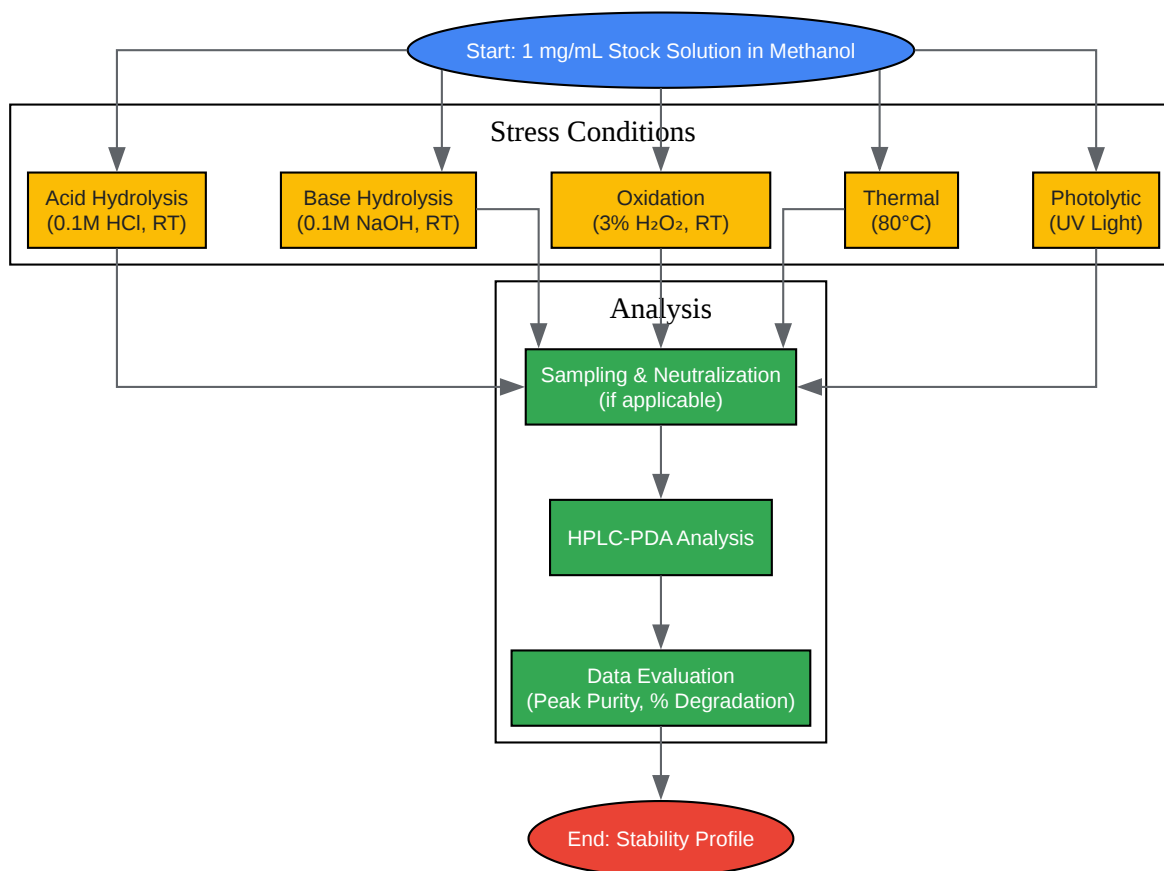 Start: 1 mg/mL Stock Solution in Methanol
Stress Conditions
Acid Hydrolysis
(0.1M HCl, RT)
Base Hydrolysis
(0.1M NaOH, RT)
Oxidation
(3% H₂O₂, RT)
Thermal
(80°C)
Photolytic
(UV Light)
Analysis
Sampling & Neutralization
(if applicable)
HPLC-PDA Analysis
Data Evaluation
(Peak Purity, % Degradation)
End: Stability Profile